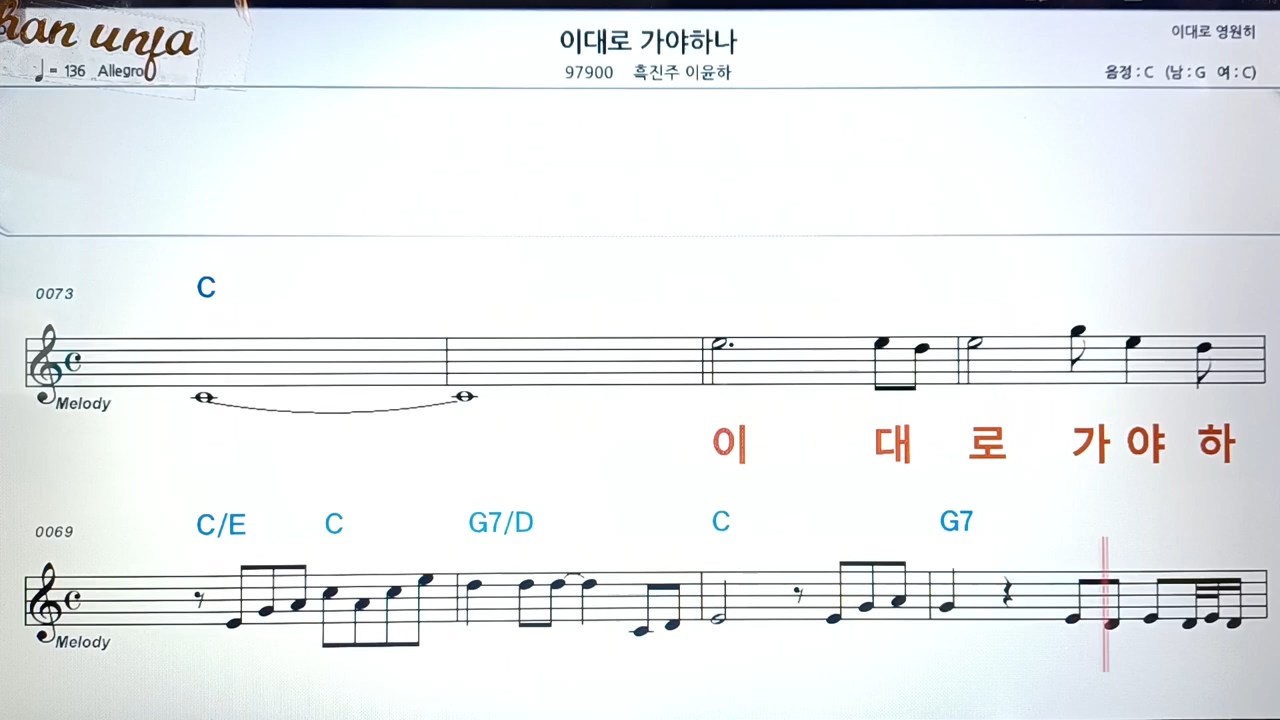 han unfa
이대로 가야하나
이대로 영원히
♩ = 136 Allegro
97900 흑진주 이윤하
음정 : C (남 : G 여 : C)
0073
C
Melody
이 대 로 가 야 하
0069
C/E C G7/D C G7
Melody